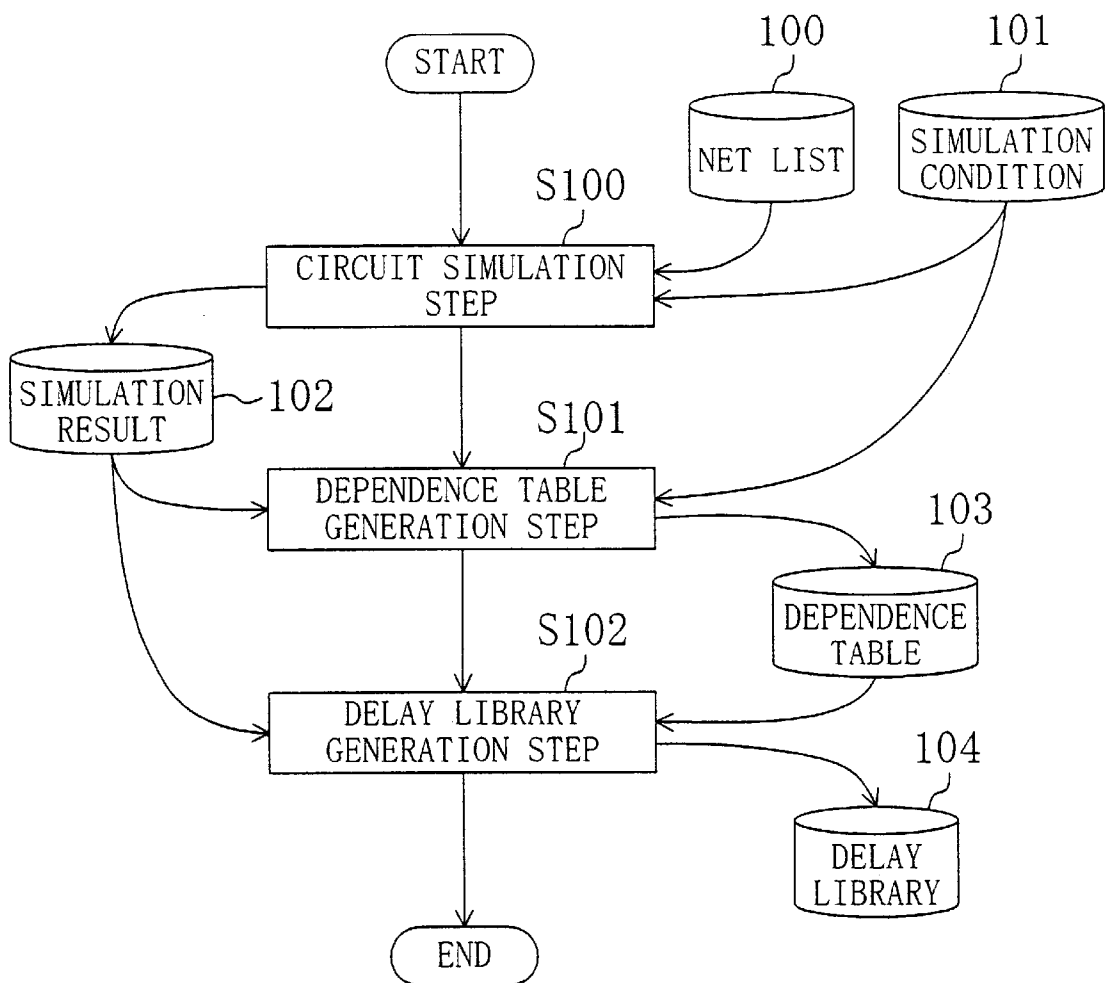 START
100
101
NET LIST
SIMULATION
CONDITION
S100
CIRCUIT SIMULATION
STEP
SIMULATION
RESULT
102
S101
DEPENDENCE TABLE
GENERATION STEP
103
DEPENDENCE
TABLE
S102
DELAY LIBRARY
GENERATION STEP
104
DELAY
LIBRARY
END